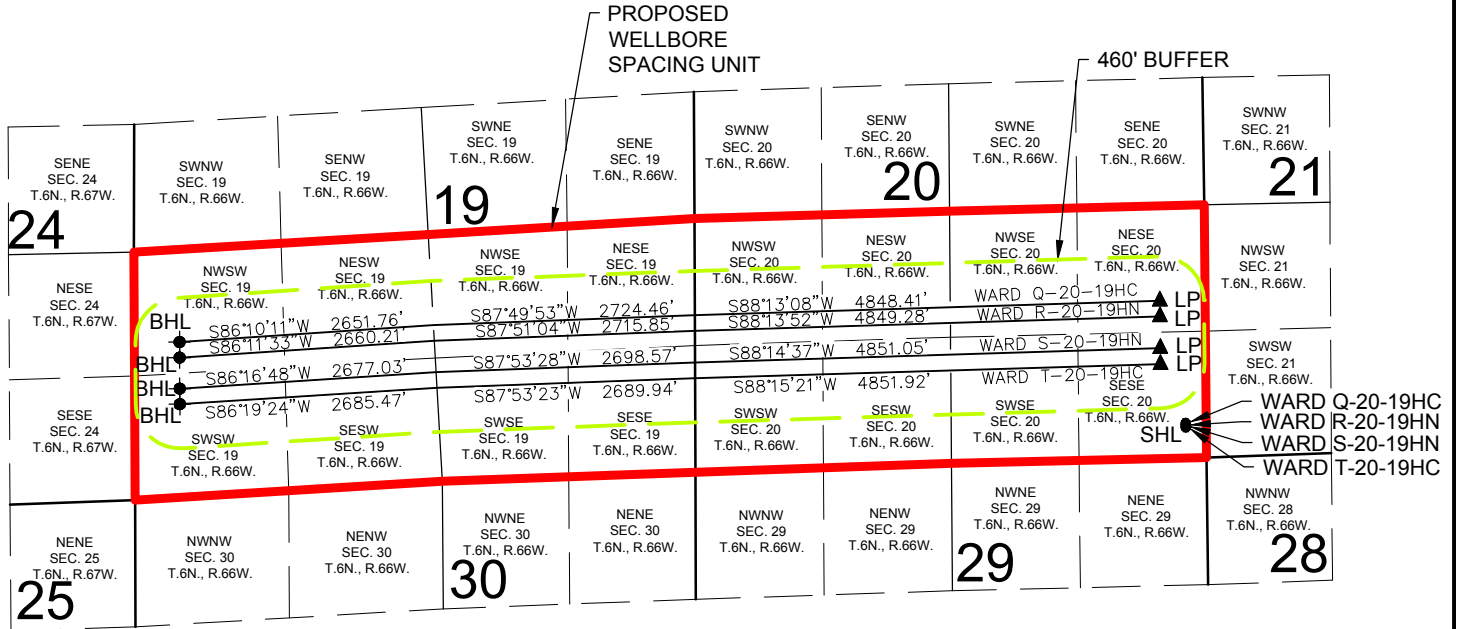 PROPOSED
WELLBORE
SPACING UNIT
460' BUFFER
SENE
SEC. 24
T.6N., R.67W.
24
SWNW
SEC. 19
T.6N., R.66W.
SENW
SEC. 19
T.6N., R.66W.
SWNE
SEC. 19
T.6N., R.66W.
19
SENE
SEC. 19
T.6N., R.66W.
SWNW
SEC. 20
T.6N., R.66W.
SENW
SEC. 20
T.6N., R.66W.
20
SWNE
SEC. 20
T.6N., R.66W.
SENE
SEC. 20
T.6N., R.66W.
SWNW
SEC. 21
T.6N., R.66W.
21
NESE
SEC. 24
T.6N., R.67W.
NWSW
SEC. 19
T.6N., R.66W.
NESW
SEC. 19
T.6N., R.66W.
NWSE
SEC. 19
T.6N., R.66W.
NESE
SEC. 19
T.6N., R.66W.
NWSW
SEC. 20
T.6N., R.66W.
NESW
SEC. 20
T.6N., R.66W.
NWSE
SEC. 20
T.6N., R.66W.
NESE
SEC. 20
T.6N., R.66W.
NWSW
SEC. 21
T.6N., R.66W.
BHL S86°10'11"W 2651.76' S87°49'53"W 2724.46' S88°13'08"W 4848.41' WARD Q-20-19HC LP
BHL S86°11'33"W 2660.21' S87°51'04"W 2715.85' S88°13'52"W 4849.28' WARD R-20-19HN LP
BHL S86°16'48"W 2677.03' S87°53'28"W 2698.57' S88°14'37"W 4851.05' WARD S-20-19HN LP
BHL S86°19'24"W 2685.47' S87°53'23"W 2689.94' S88°15'21"W 4851.92' WARD T-20-19HC LP
SESE
SEC. 24
T.6N., R.67W.
SWSW
SEC. 19
T.6N., R.66W.
SESW
SEC. 19
T.6N., R.66W.
SWSE
SEC. 19
T.6N., R.66W.
SESE
SEC. 19
T.6N., R.66W.
SWSW
SEC. 20
T.6N., R.66W.
SESW
SEC. 20
T.6N., R.66W.
SWSE
SEC. 20
T.6N., R.66W.
SESE
SEC. 20
T.6N., R.66W.
SWSW
SEC. 21
T.6N., R.66W.
SHL
WARD Q-20-19HC
WARD R-20-19HN
WARD S-20-19HN
WARD T-20-19HC
NENE
SEC. 25
T.6N., R.67W.
25
NWNW
SEC. 30
T.6N., R.66W.
NENW
SEC. 30
T.6N., R.66W.
NWNE
SEC. 30
T.6N., R.66W.
30
NENE
SEC. 30
T.6N., R.66W.
NWNW
SEC. 29
T.6N., R.66W.
NENW
SEC. 29
T.6N., R.66W.
NWNE
SEC. 29
T.6N., R.66W.
29
NENE
SEC. 29
T.6N., R.66W.
NWNW
SEC. 28
T.6N., R.66W.
28